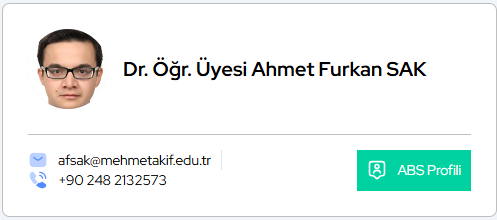 Dr. Öğr. Üyesi Ahmet Furkan SAK
afsak@mehmetakif.edu.tr
+90 248 2132573
ABS Profili